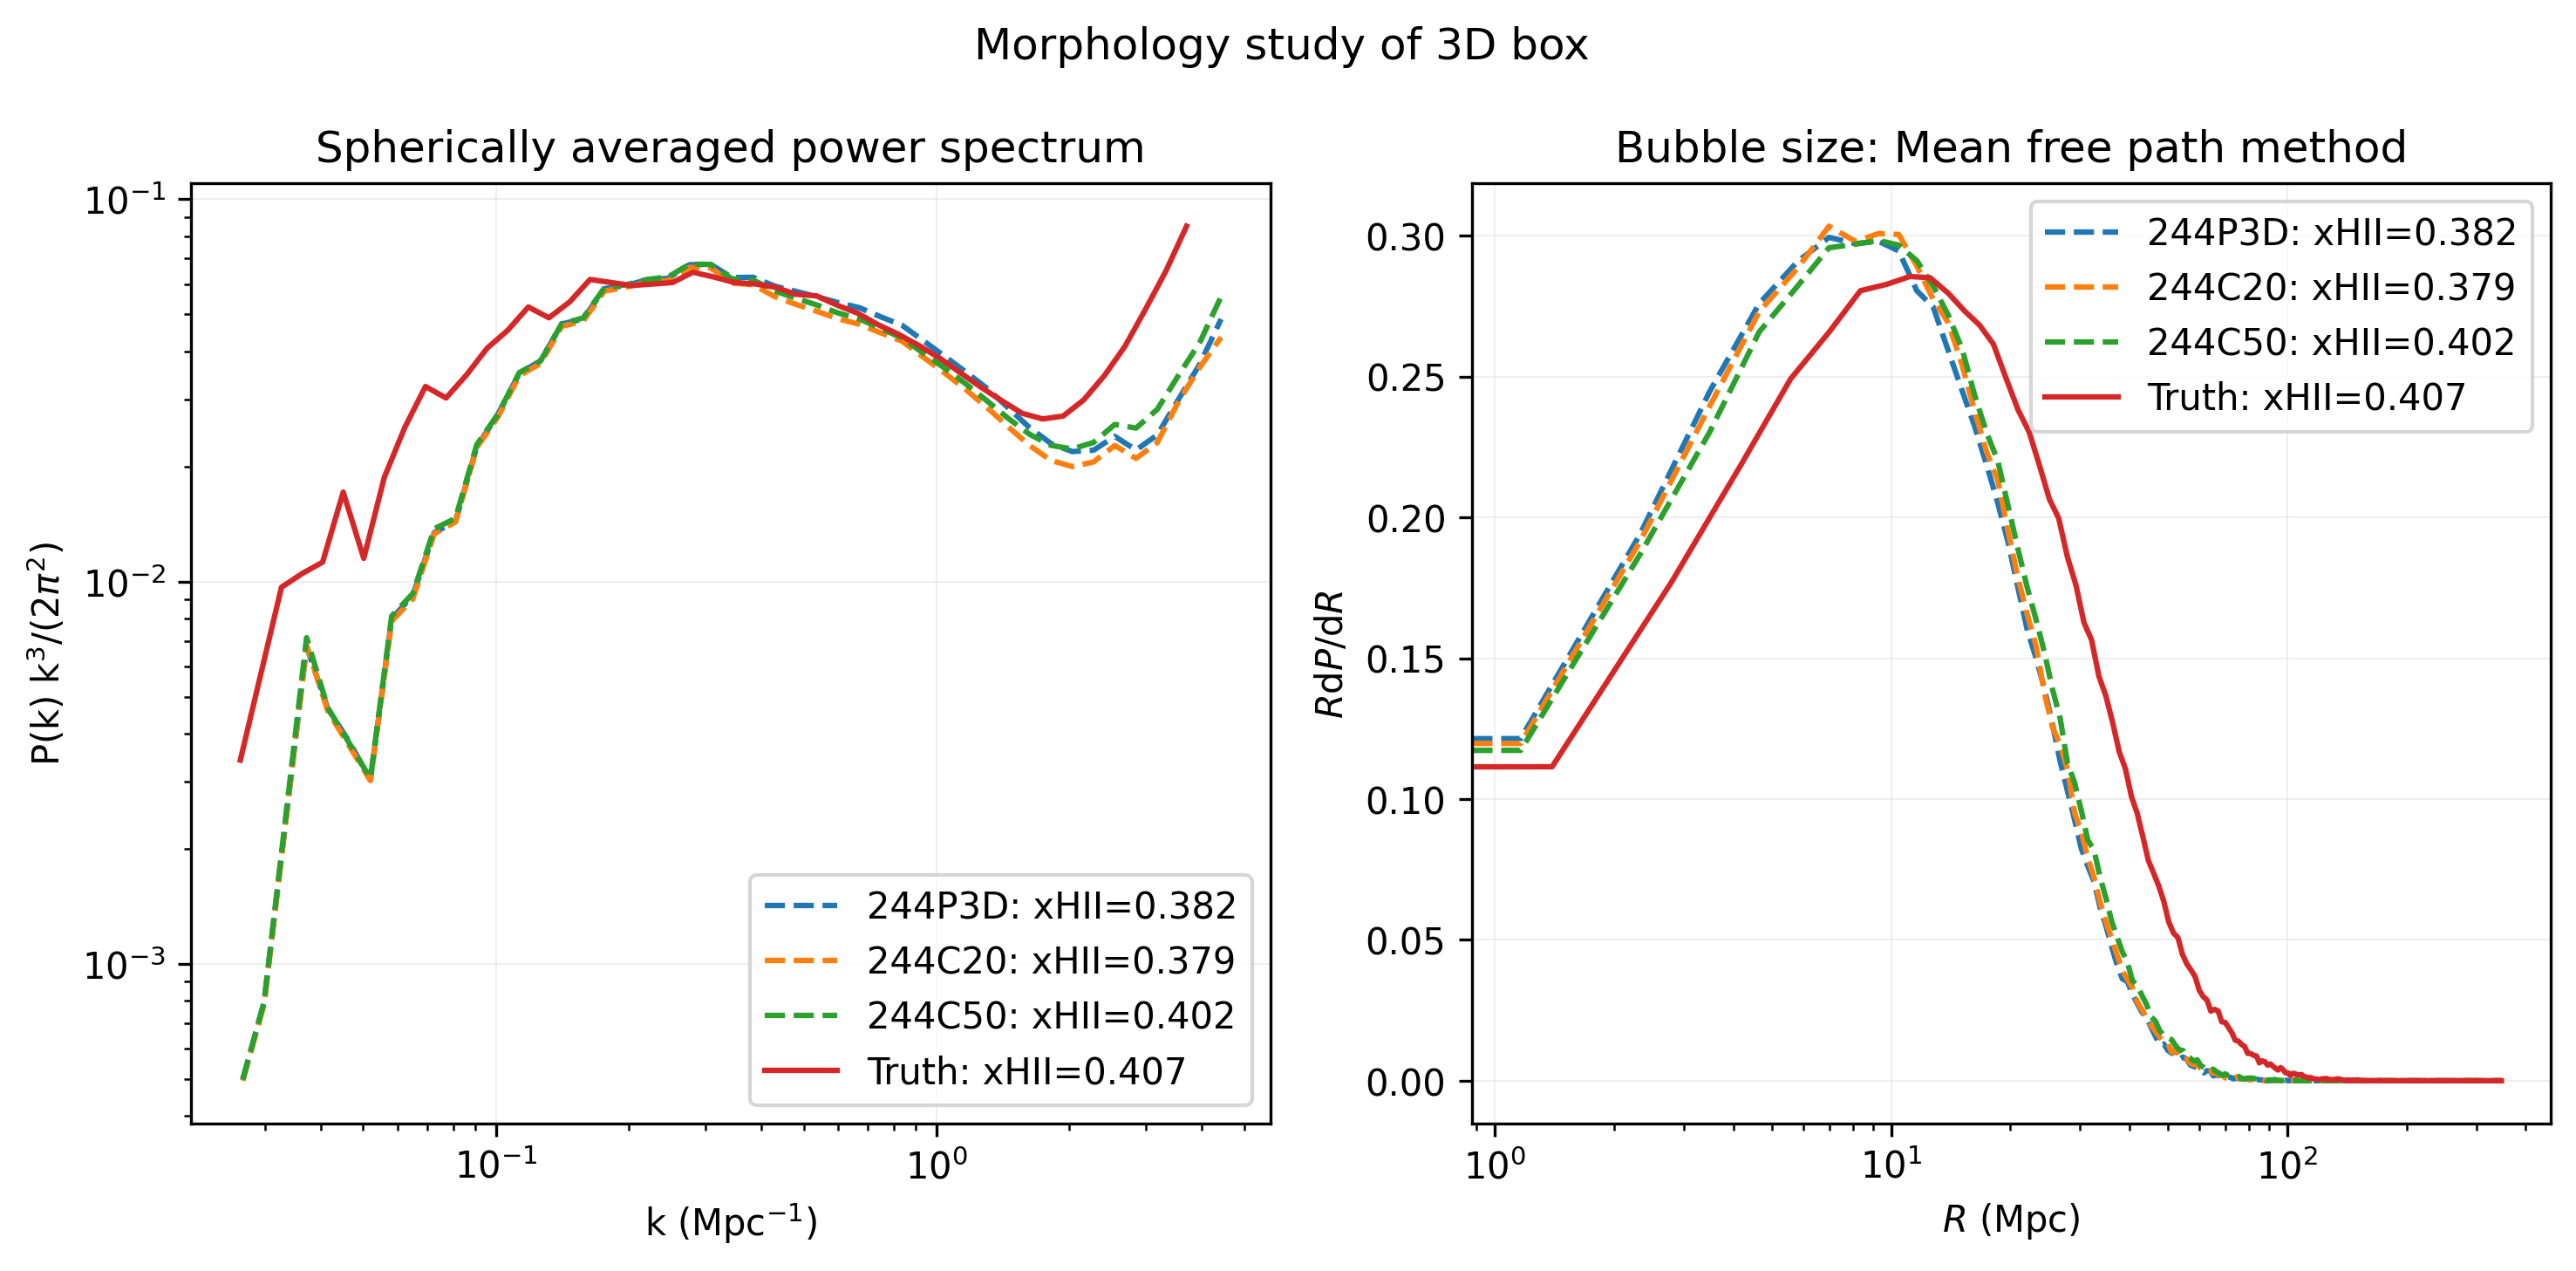 Morphology study of 3D box
Spherically averaged power spectrum
10⁻¹
10⁻²
10⁻³
P(k) k³/(2π²)
10⁻¹
10⁰
k (Mpc⁻¹)
244P3D: xHII=0.382
244C20: xHII=0.379
244C50: xHII=0.402
Truth: xHII=0.407
Bubble size: Mean free path method
0.30
0.25
0.20
0.15
0.10
0.05
0.00
RdP/dR
10⁰
10¹
10²
R (Mpc)
244P3D: xHII=0.382
244C20: xHII=0.379
244C50: xHII=0.402
Truth: xHII=0.407